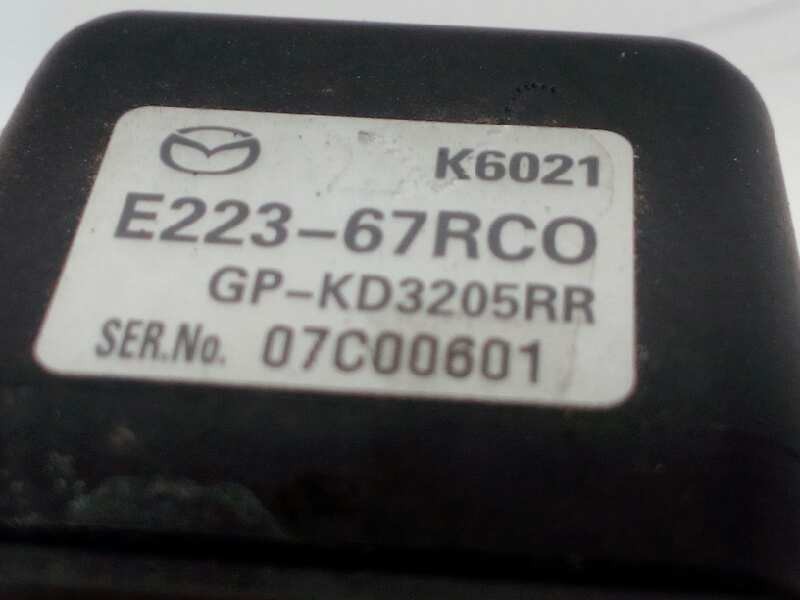 K6021
E223-67RCO
GP-KD3205RR
SER.No. 07C00601